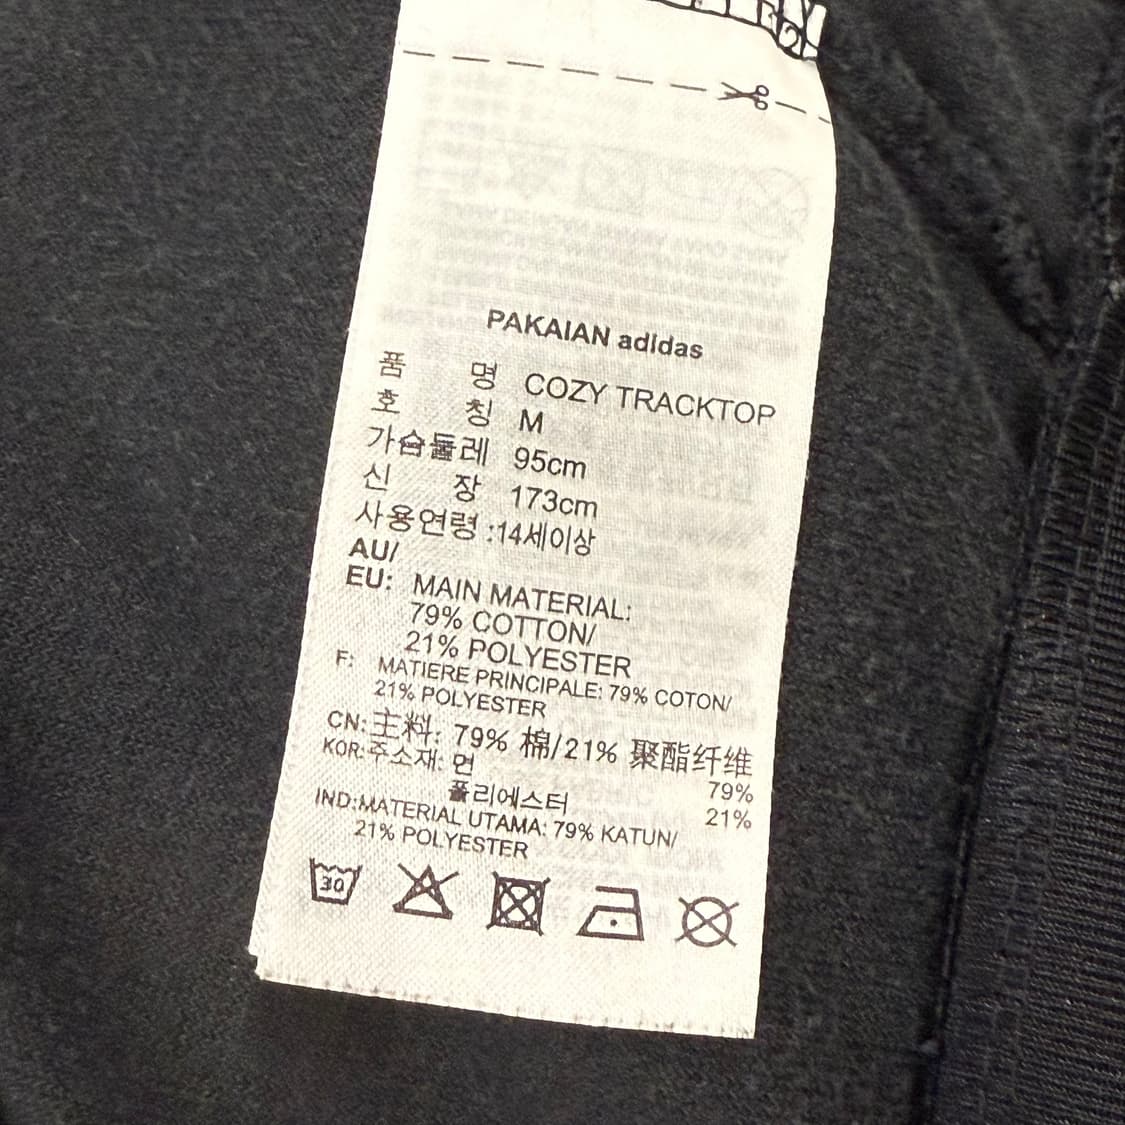 PAKAIAN adidas
품 명 COZY TRACKTOP
호 칭 M
가슴둘레 95cm
신 장 173cm
사용연령 :14세이상
AU/
EU: MAIN MATERIAL:
79% COTTON/
21% POLYESTER
F: MATIERE PRINCIPALE: 79% COTON/
21% POLYESTER
CN: 主料: 79% 棉/21% 聚酯纤维
KOR: 주소재: 면 79%
폴리에스터 21%
IND:MATERIAL UTAMA: 79% KATUN/
21% POLYESTER
30